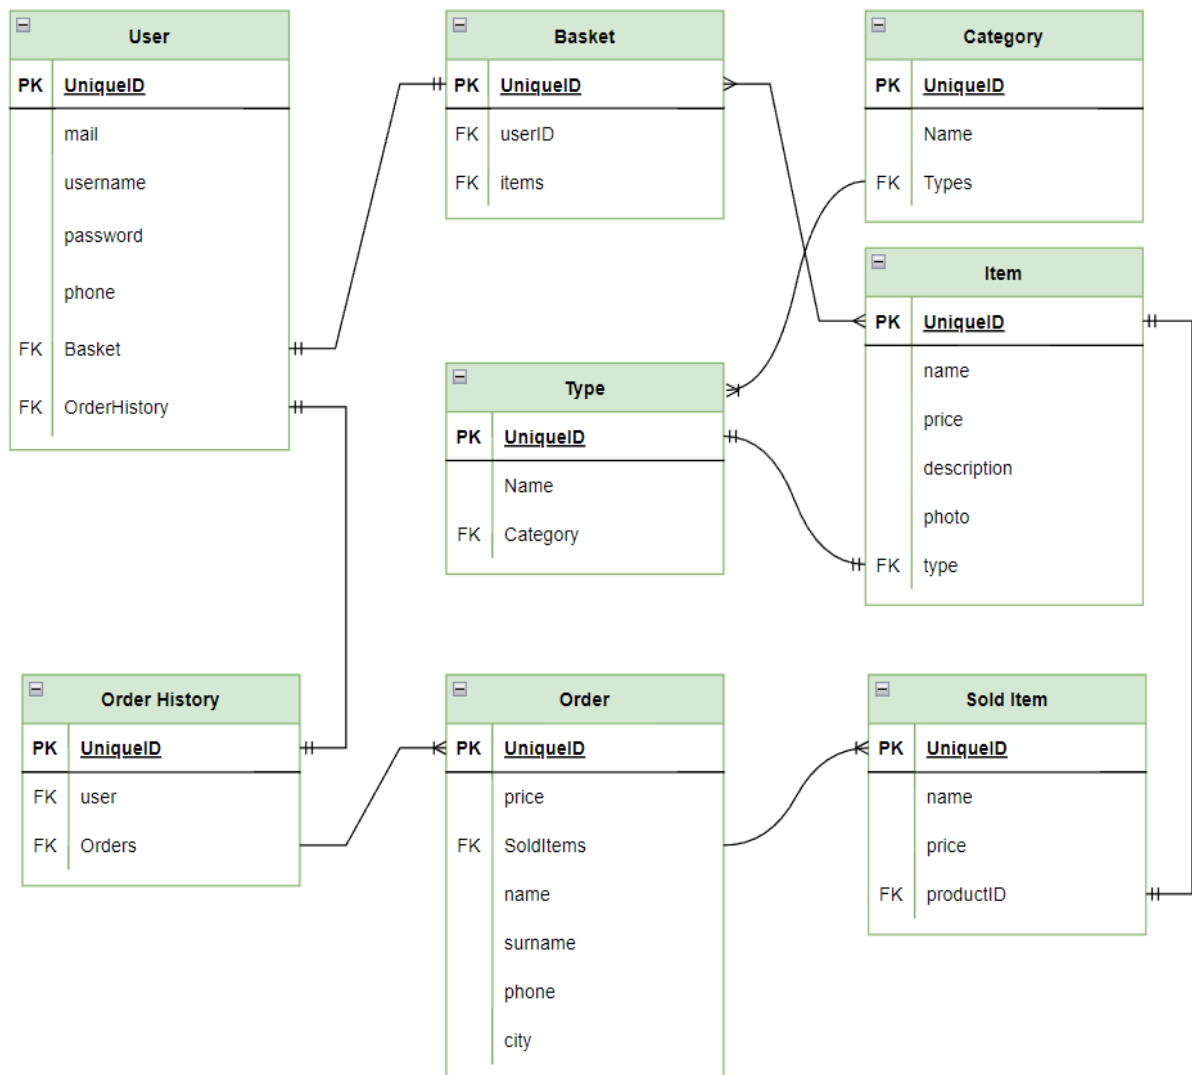 User
PK UniqueID
mail
username
password
phone
FK Basket
FK OrderHistory
Basket
PK UniqueID
FK userID
FK items
Category
PK UniqueID
Name
FK Types
Item
PK UniqueID
name
price
description
photo
FK type
Type
PK UniqueID
Name
FK Category
Order History
PK UniqueID
FK user
FK Orders
Order
PK UniqueID
price
FK SoldItems
name
surname
phone
city
Sold Item
PK UniqueID
name
price
FK productID